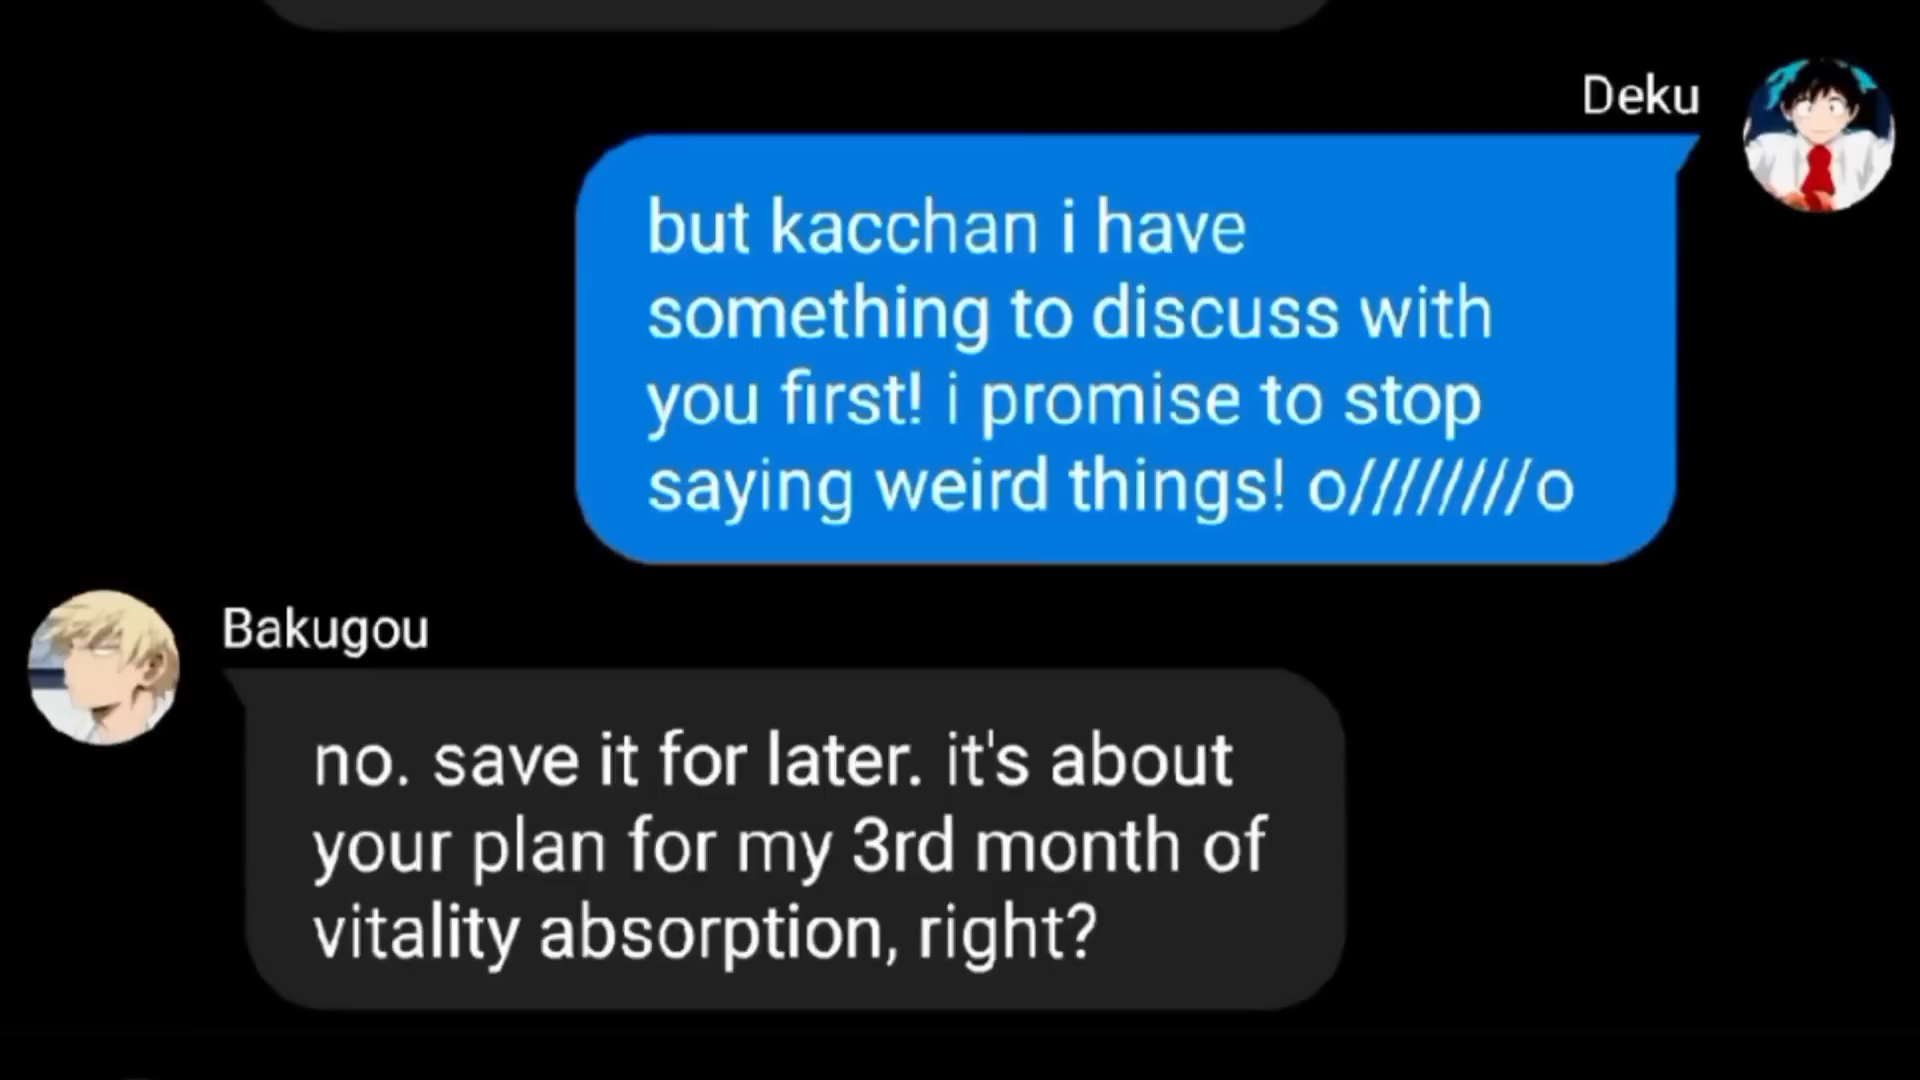 Deku
but kacchan i have
something to discuss with
you first! i promise to stop
saying weird things! o/////////o
Bakugou
no. save it for later. it's about
your plan for my 3rd month of
vitality absorption, right?